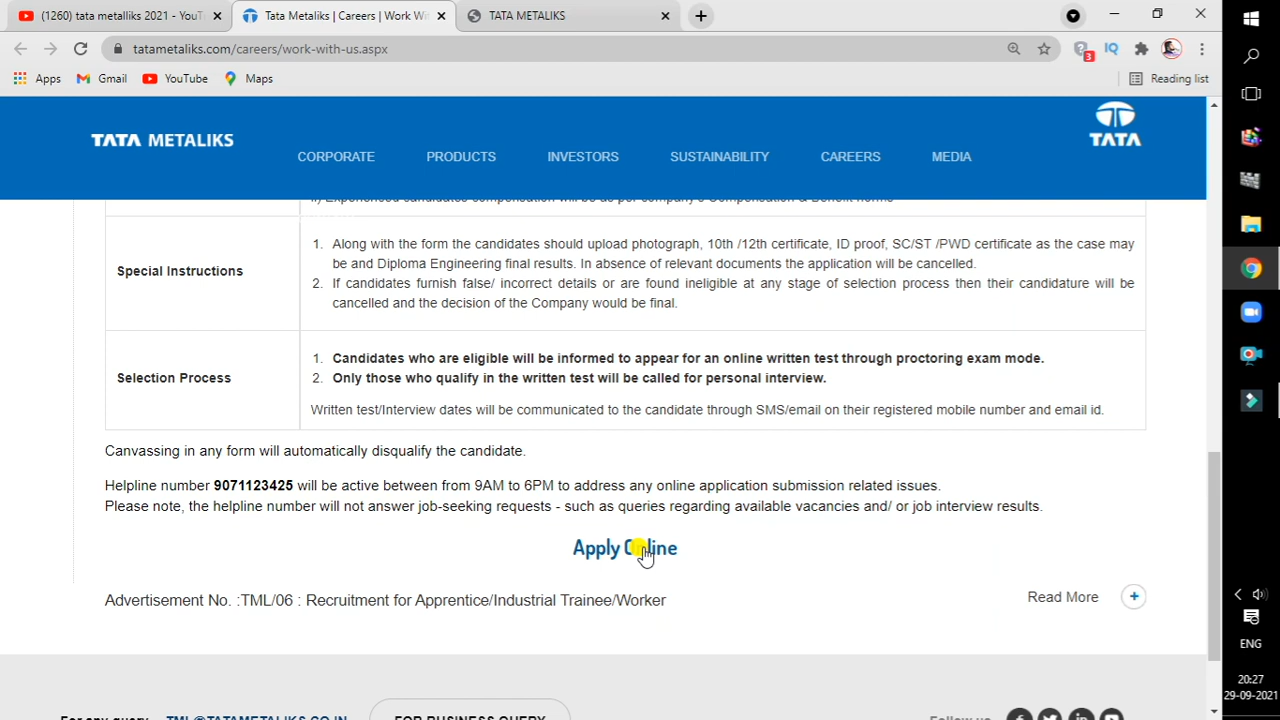 (1260) tata metalliks 2021 - YouT
Tata Metaliks | Careers | Work Wi
TATA METALIKS
tatametaliks.com/careers/work-with-us.aspx
3
IQ
Apps
Gmail
YouTube
Maps
Reading list
TATA METALIKS
TATA
CORPORATE
PRODUCTS
INVESTORS
SUSTAINABILITY
CAREERS
MEDIA
ii) Experienced candidates compensation will be as per company's Compensation & Benefit norms
Special Instructions
1. Along with the form the candidates should upload photograph, 10th /12th certificate, ID proof, SC/ST /PWD certificate as the case may
be and Diploma Engineering final results. In absence of relevant documents the application will be cancelled.
2. If candidates furnish false/ incorrect details or are found ineligible at any stage of selection process then their candidature will be
cancelled and the decision of the Company would be final.
Selection Process
1. Candidates who are eligible will be informed to appear for an online written test through proctoring exam mode.
2. Only those who qualify in the written test will be called for personal interview.
Written test/Interview dates will be communicated to the candidate through SMS/email on their registered mobile number and email id.
Canvassing in any form will automatically disqualify the candidate.
Helpline number 9071123425 will be active between from 9AM to 6PM to address any online application submission related issues.
Please note, the helpline number will not answer job-seeking requests - such as queries regarding available vacancies and/ or job interview results.
Apply Online
Advertisement No. :TML/06 : Recruitment for Apprentice/Industrial Trainee/Worker
Read More
For any query TML@TATAMETALIKS.CO.IN
FOR BUSINESS QUERY
Follow us
ENG
20:27
29-09-2021